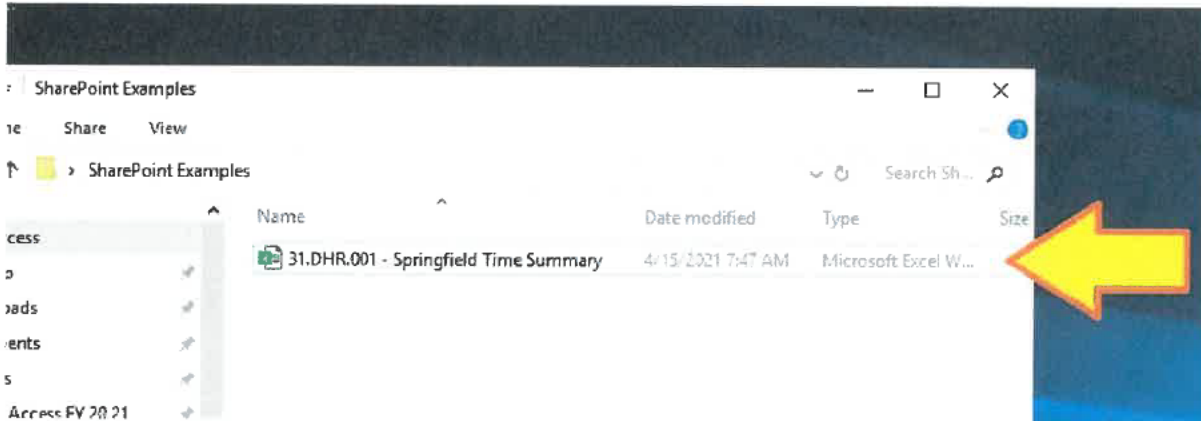 SharePoint Examples
Share View
> SharePoint Examples Search Sh...
Name Date modified Type Size
cess
31.DHR.001 - Springfield Time Summary 4/15/2021 7:47 AM Microsoft Excel W...
oads
ents
s
Access FY 20 21